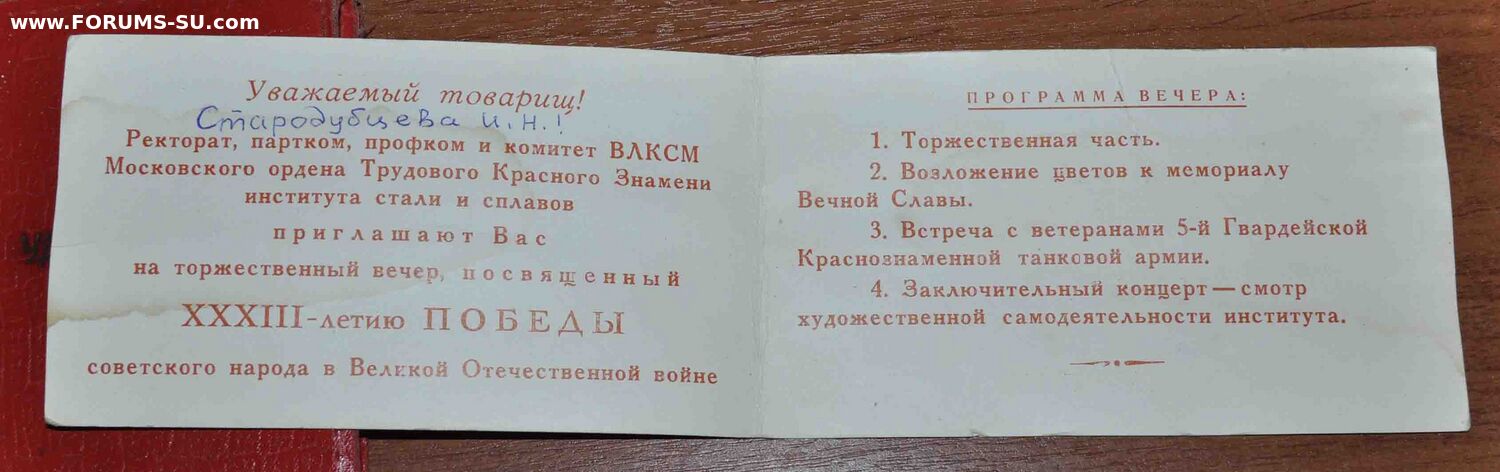 www.FORUMS-SU.com
Уважаемый товарищ!
Стародубцева И.Н.!
Ректорат, партком, профком и комитет ВЛКСМ
Московского ордена Трудового Красного Знамени
института стали и сплавов
приглашают Вас
на торжественный вечер, посвященный
XXXIII-летию ПОБЕДЫ
советского народа в Великой Отечественной войне
ПРОГРАММА ВЕЧЕРА:
1. Торжественная часть.
2. Возложение цветов к мемориалу
Вечной Славы.
3. Встреча с ветеранами 5-й Гвардейской
Краснознаменной танковой армии.
4. Заключительный концерт — смотр
художественной самодеятельности института.